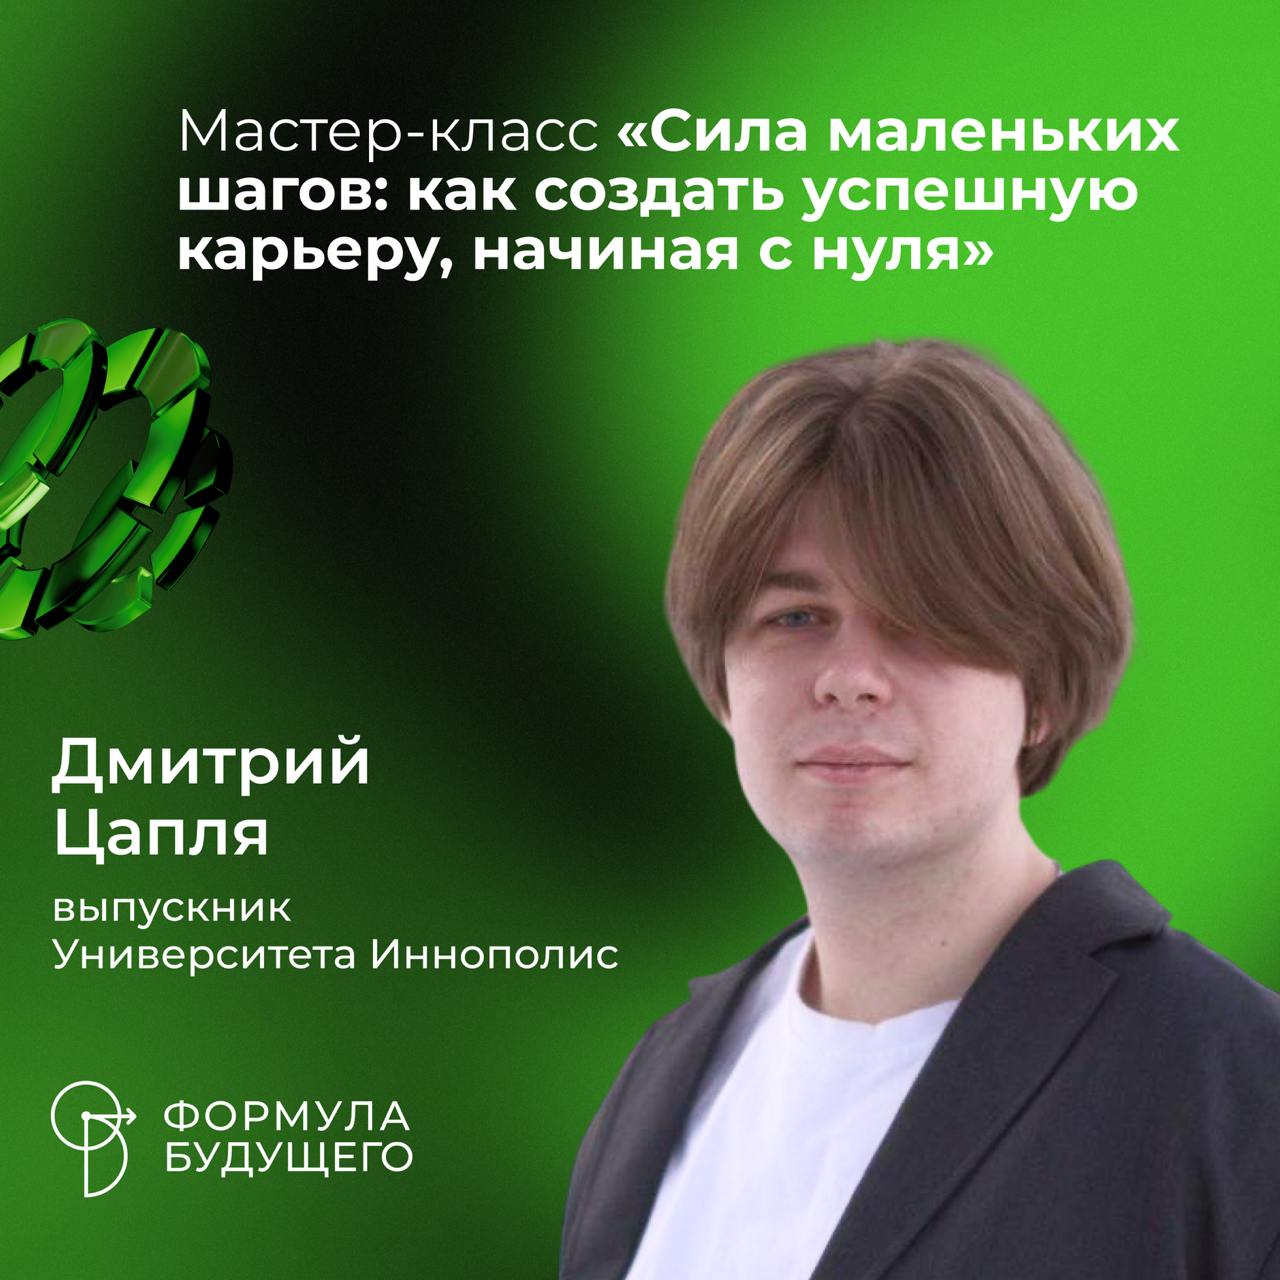 Мастер-класс «Сила маленьких
шагов: как создать успешную
карьеру, начиная с нуля»
Дмитрий
Цапля
выпускник
Университета Иннополис
ФОРМУЛА
БУДУЩЕГО